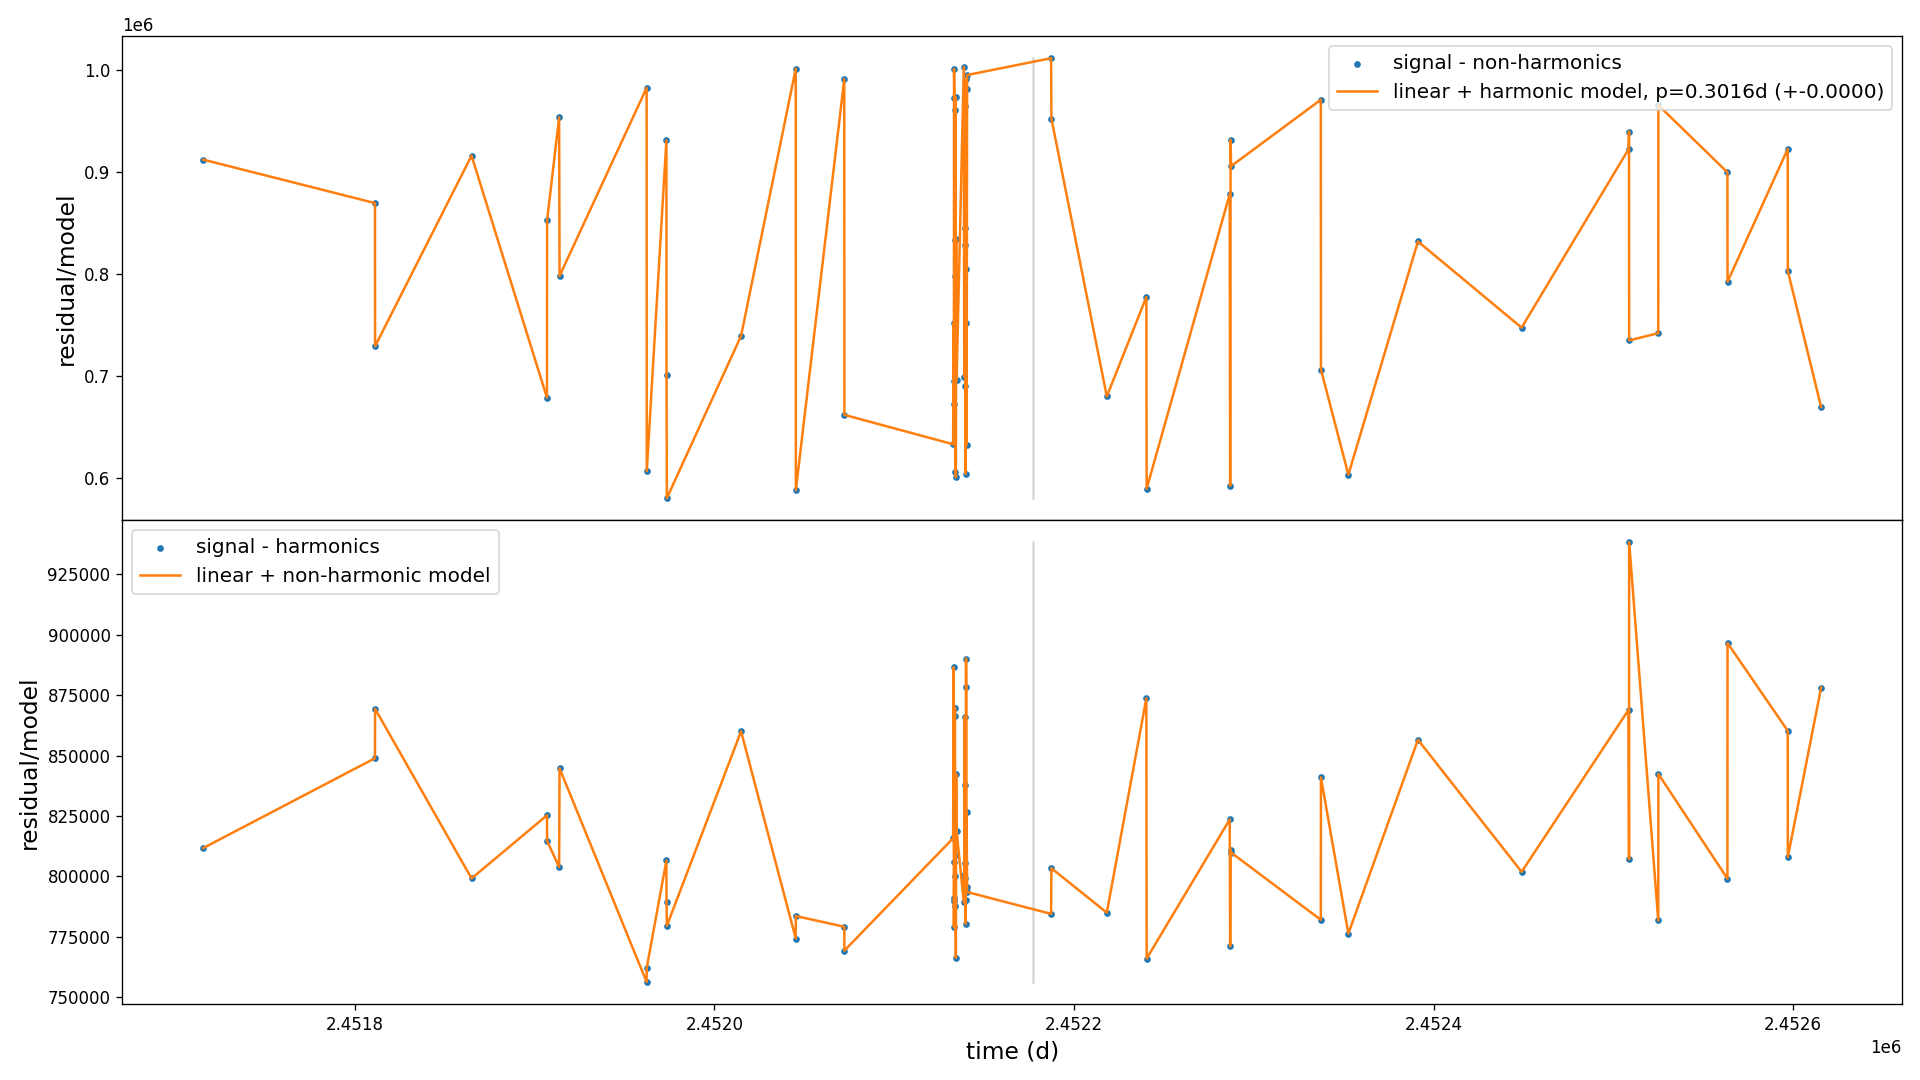 1e6
1.0
0.9
0.8
0.7
0.6
residual/model
signal - non-harmonics
linear + harmonic model, p=0.3016d (+-0.0000)
signal - harmonics
linear + non-harmonic model
925000
900000
875000
850000
825000
800000
775000
750000
residual/model
2.4518
2.4520
2.4522
2.4524
2.4526
time (d)
1e6